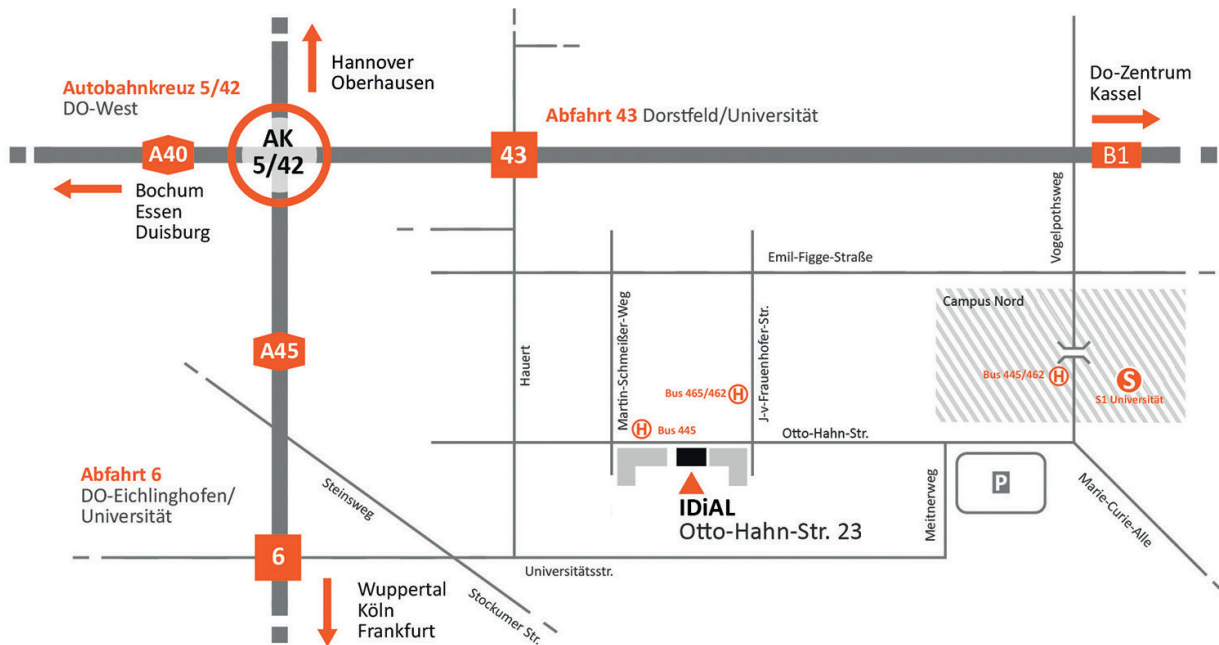 Hannover
Oberhausen
Autobahnkreuz 5/42
DO-West
AK
5/42
A40
Bochum
Essen
Duisburg
Abfahrt 43 Dorstfeld/Universität
43
Do-Zentrum
Kassel
B1
Vogelpothsweg
Emil-Figge-Straße
Campus Nord
A45
Hauert
Martin-Schmeißer-Weg
J-v-Frauenhofer-Str.
Bus 465/462
H
H
Bus 445
Bus 445/462
H
S
S1 Universität
Otto-Hahn-Str.
Abfahrt 6
DO-Eichlinghofen/
Universität
Steinsweg
IDiAL
Otto-Hahn-Str. 23
Meitnerweg
P
Marie-Curie-Alle
6
Universitätsstr.
Stockumer Str.
Wuppertal
Köln
Frankfurt